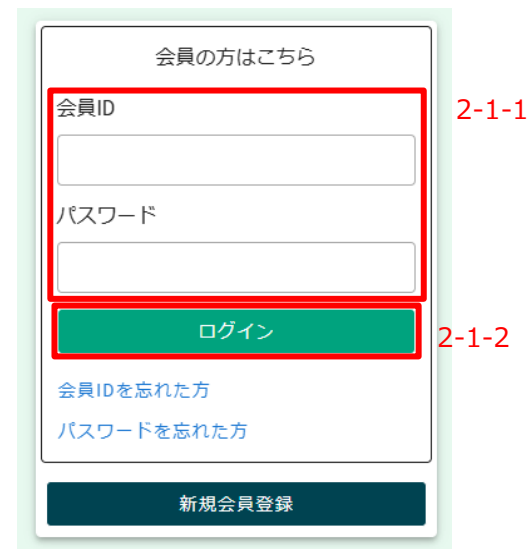 会員の方はこちら
会員ID
2-1-1
パスワード
ログイン
2-1-2
会員IDを忘れた方
パスワードを忘れた方
新規会員登録